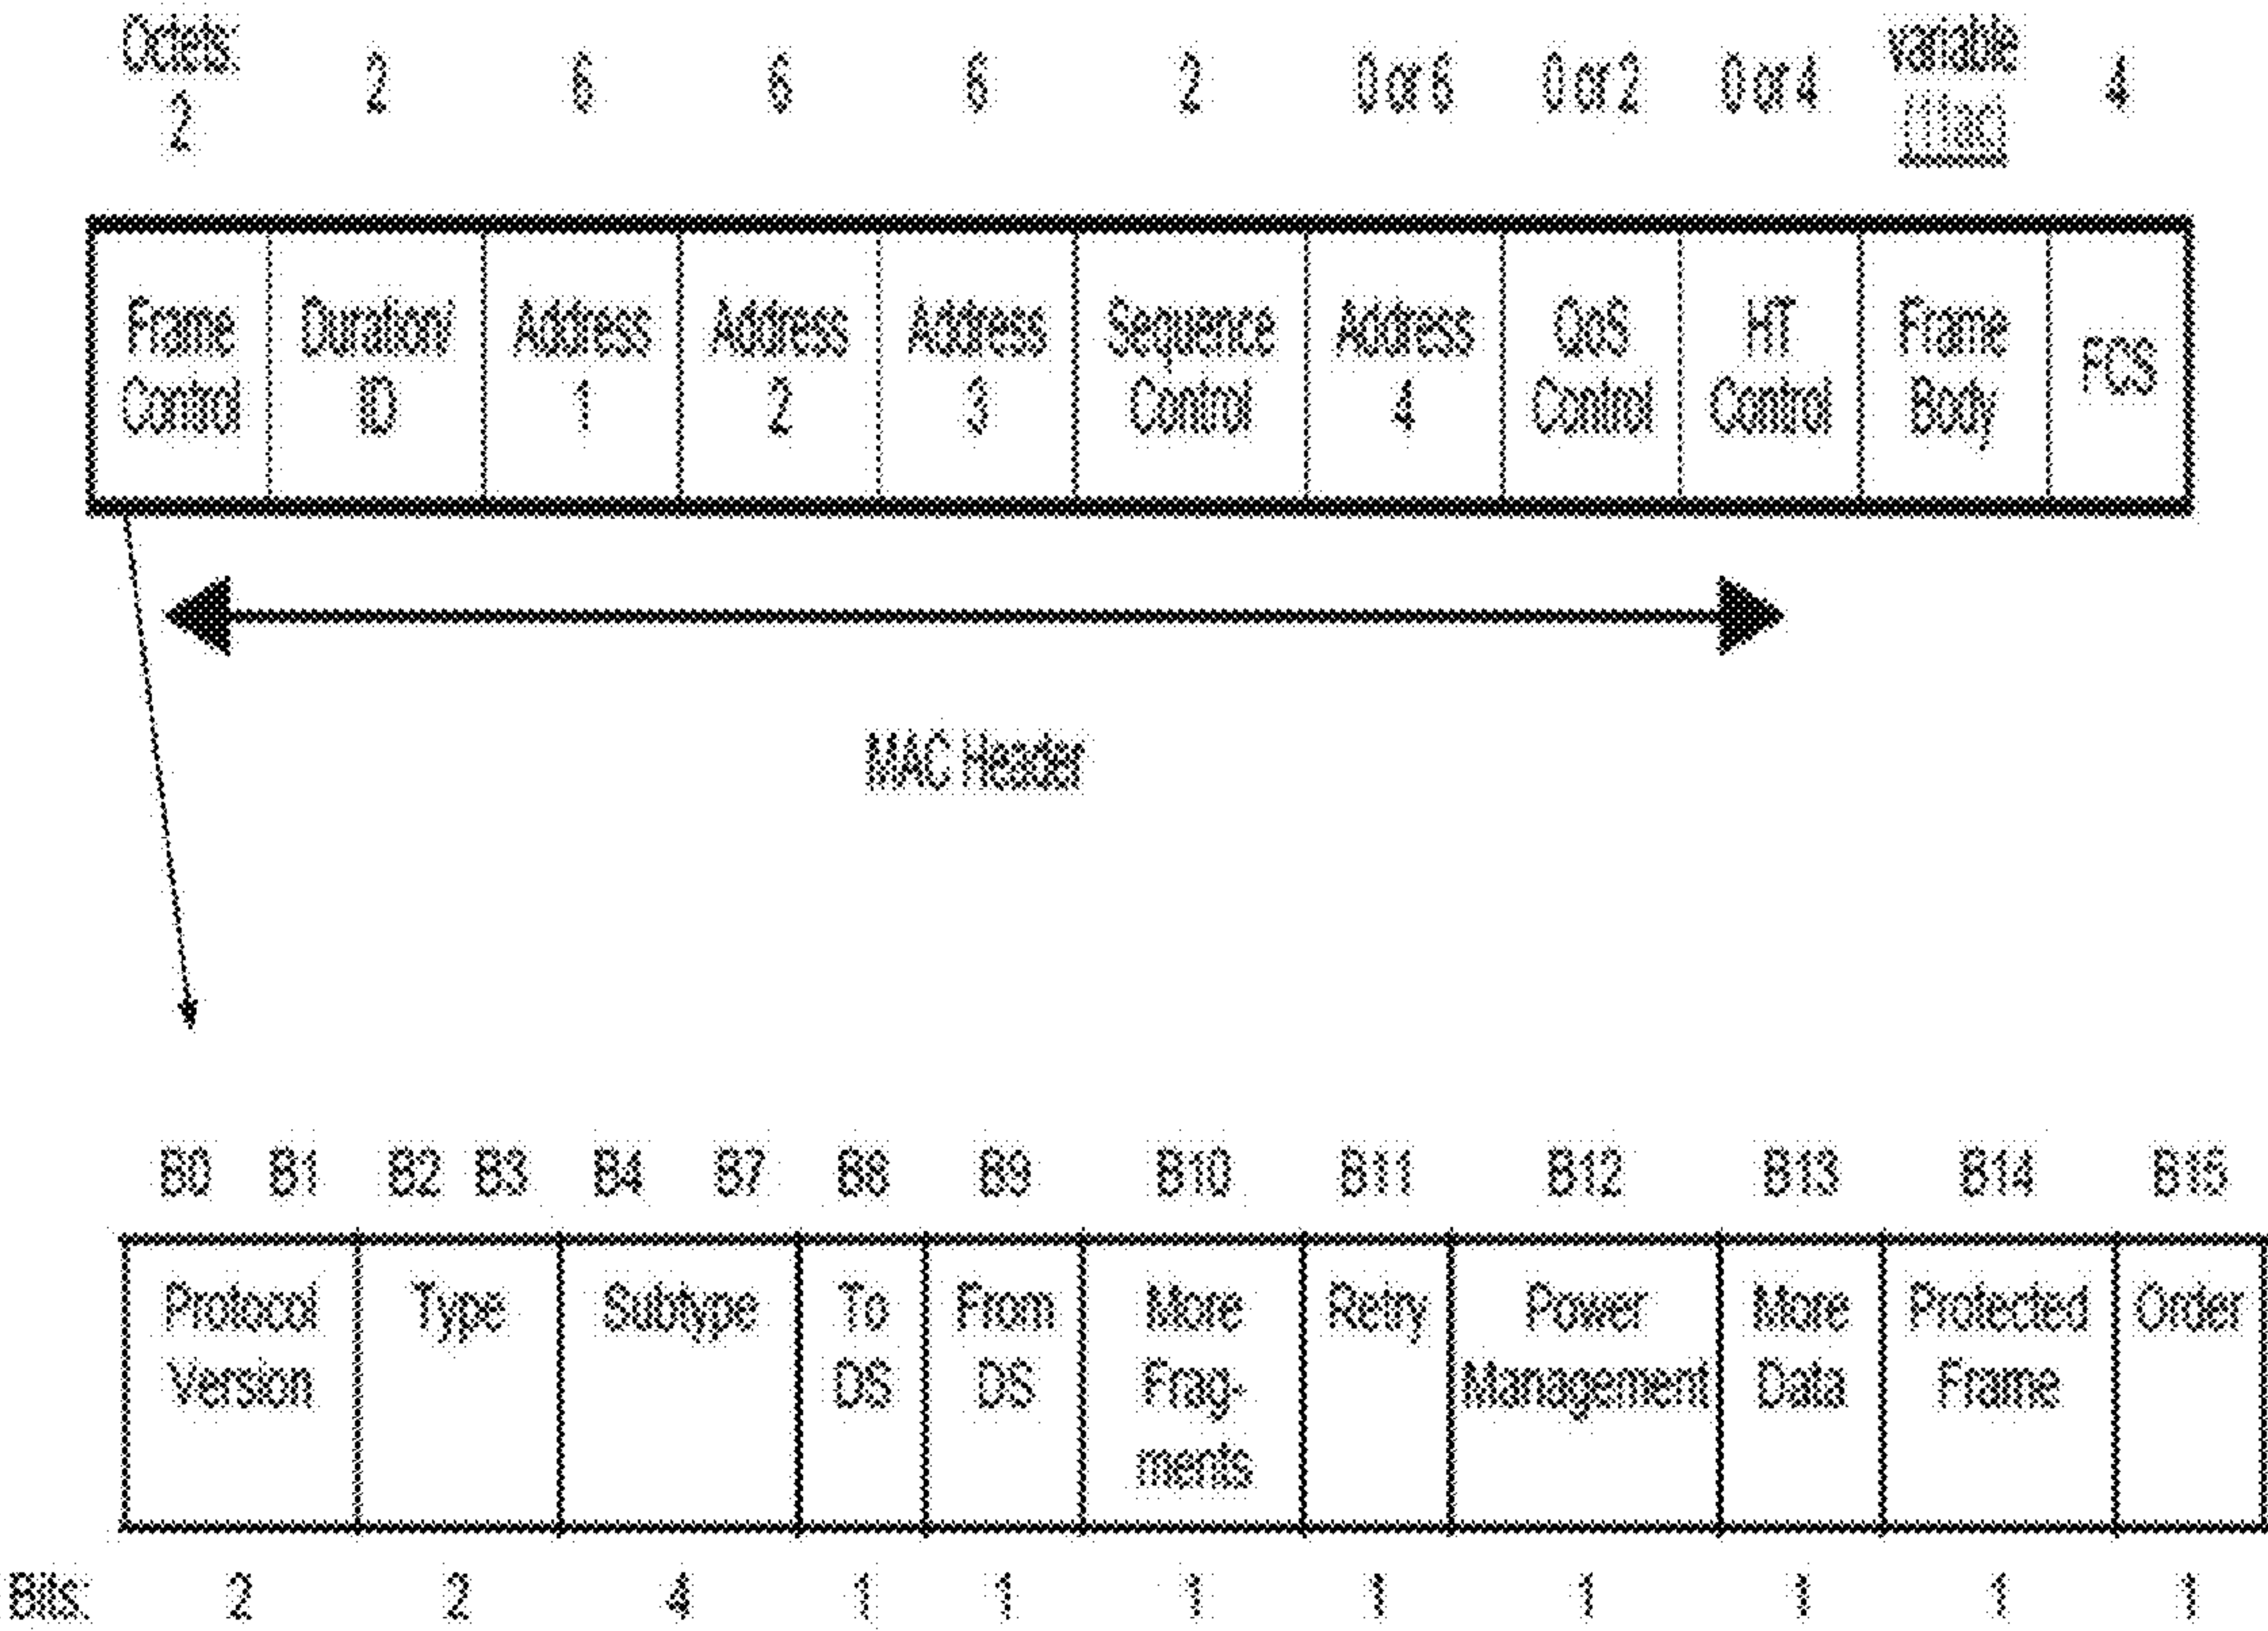 Octets:
2 2 6 6 6 2 0 or 6 0 or 2 0 or 4 variable 4
(11ac)
Frame Control
Duration/ ID
Address 1
Address 2
Address 3
Sequence Control
Address 4
QoS Control
HT Control
Frame Body
FCS
MAC Header
B0 B1 B2 B3 B4 B7 B8 B9 B10 B11 B12 B13 B14 B15
Protocol Version
Type
Subtype
To DS
From DS
More Frag-
ments
Retry
Power Management
More Data
Protected Frame
Order
Bits: 2 2 4 1 1 1 1 1 1 1 1